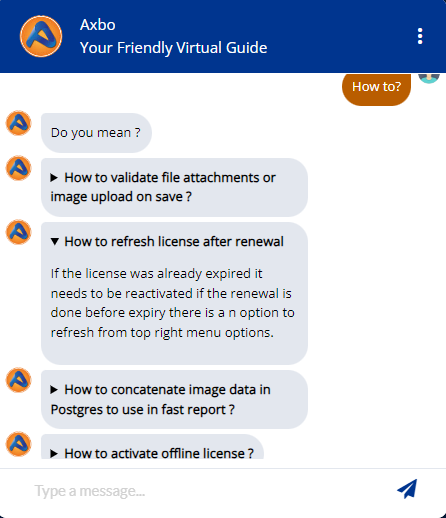 Axbo
Your Friendly Virtual Guide
How to?
Do you mean ?
How to validate file attachments or
image upload on save ?
How to refresh license after renewal
If the license was already expired it
needs to be reactivated if the renewal is
done before expiry there is a n option to
refresh from top right menu options.
How to concatenate image data in
Postgres to use in fast report ?
How to activate offline license ?
Type a message...